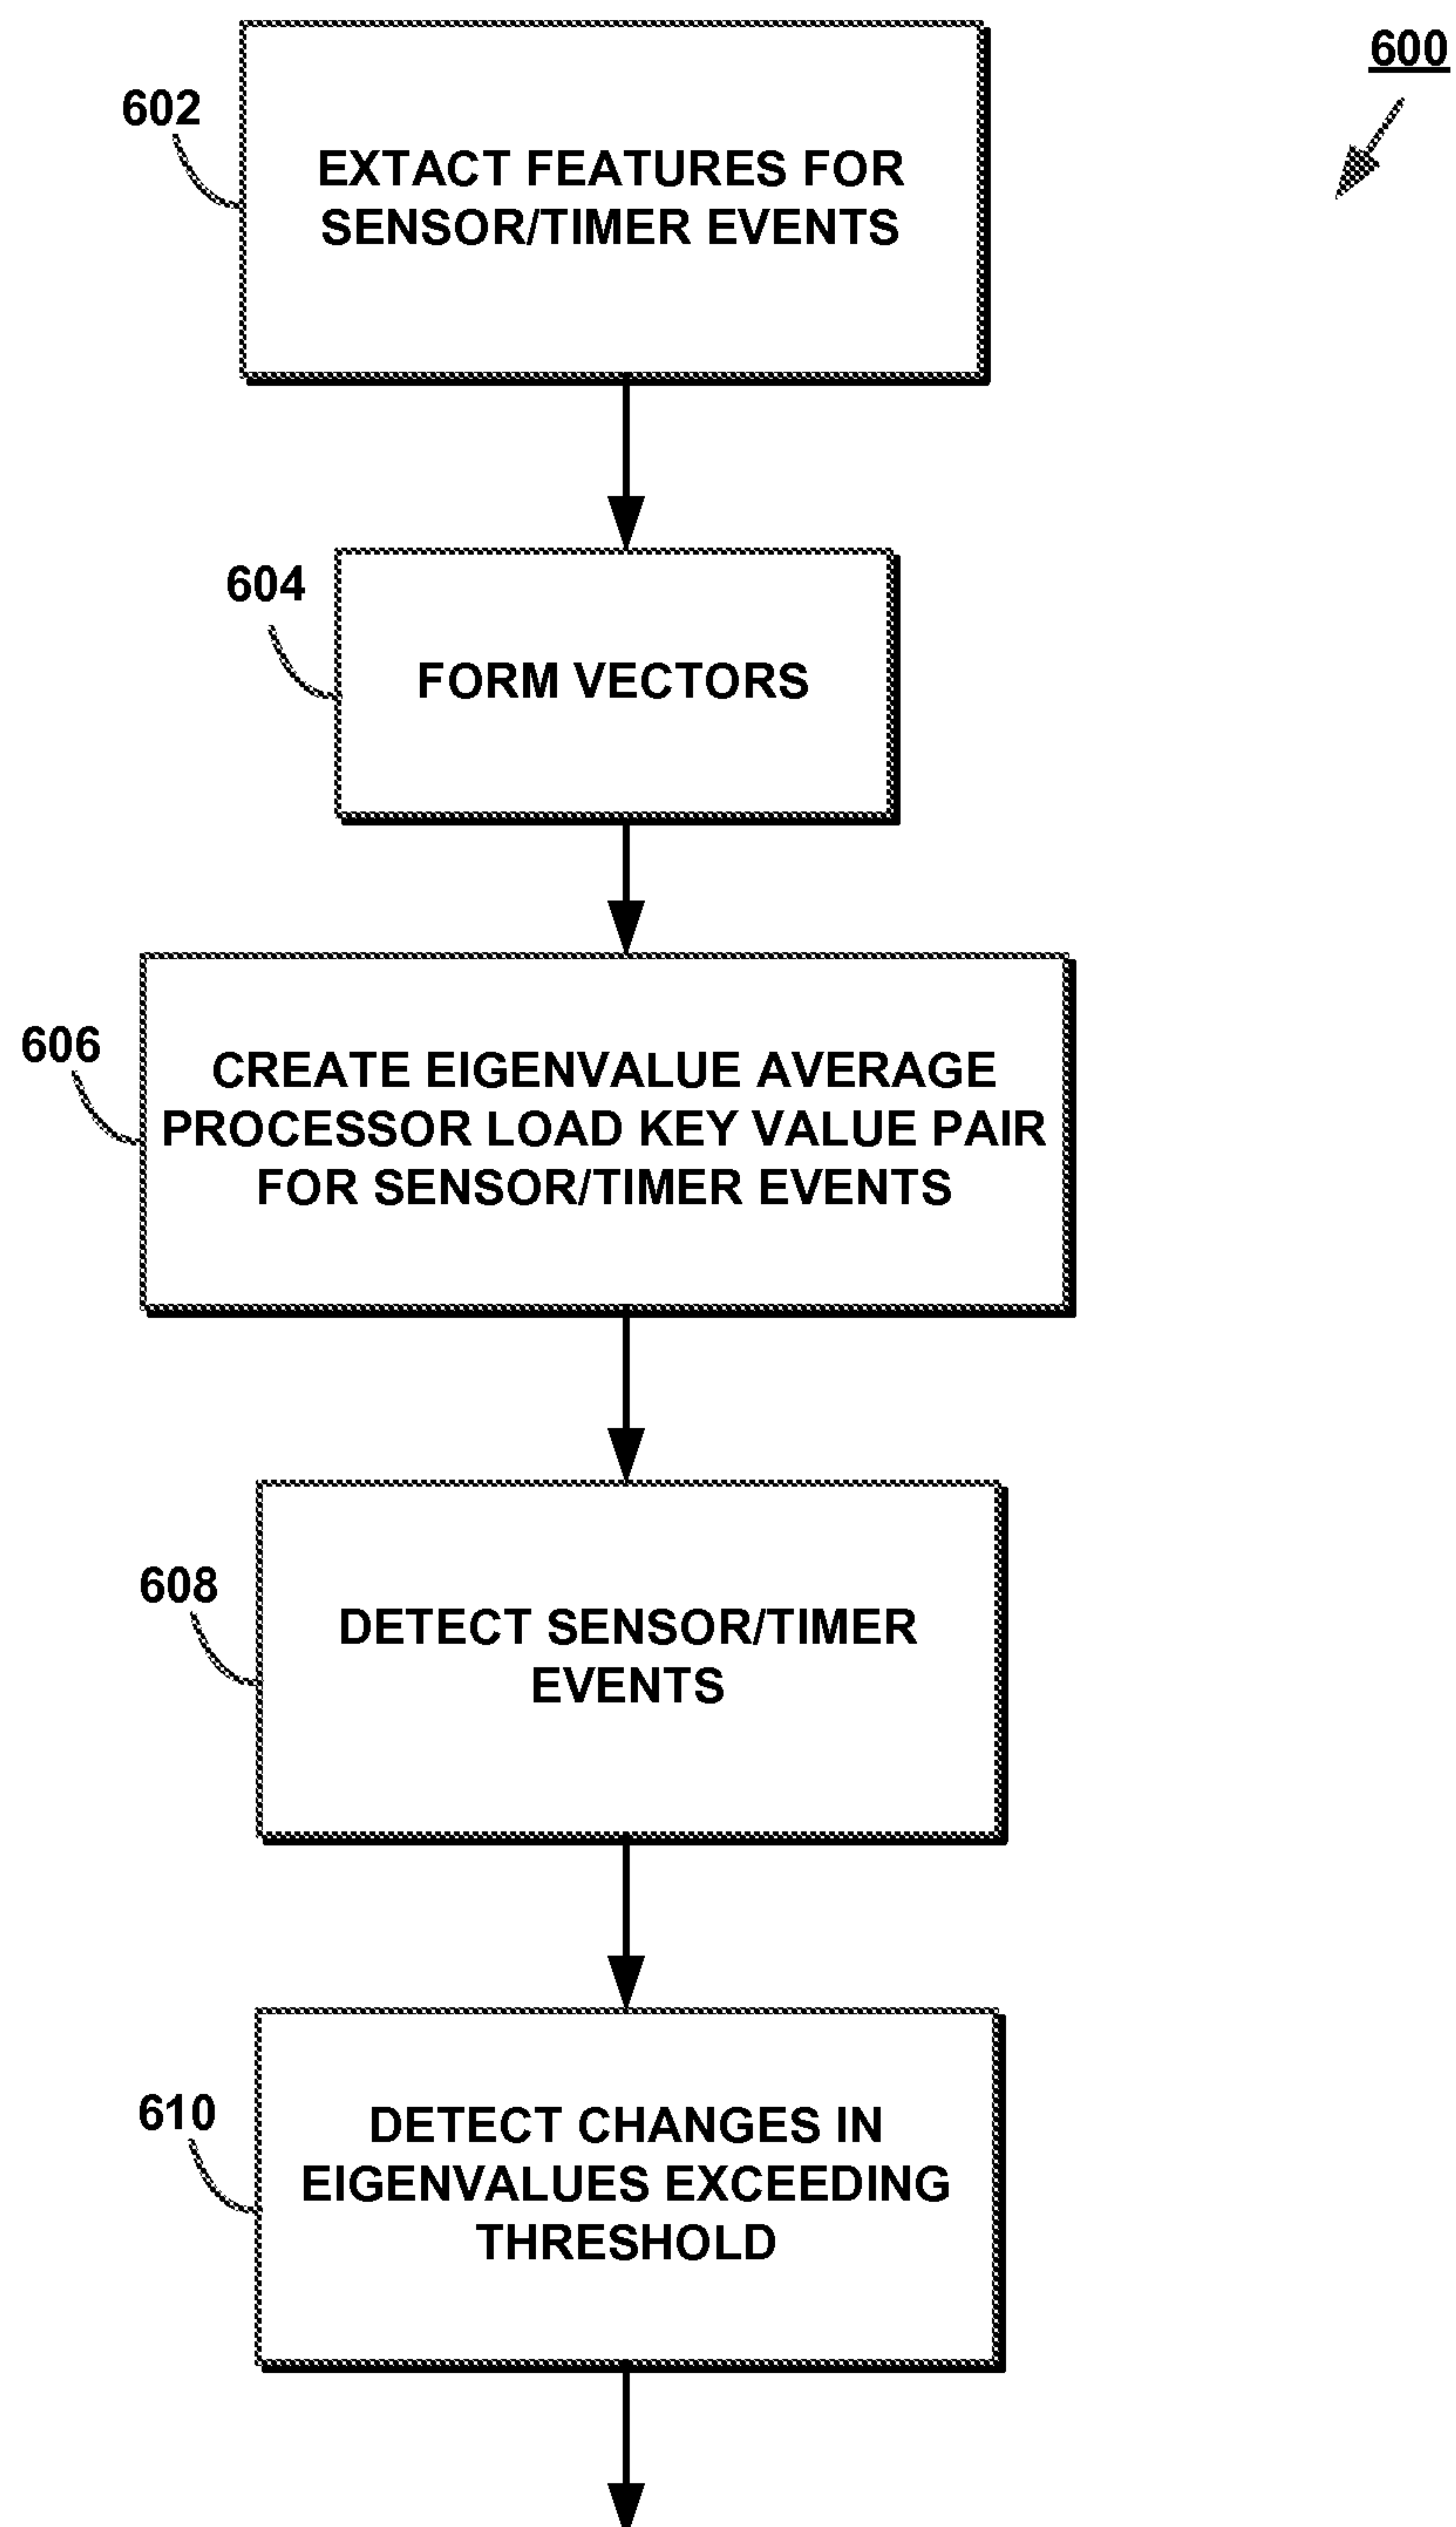 600
602
EXTACT FEATURES FOR
SENSOR/TIMER EVENTS
604
FORM VECTORS
606
CREATE EIGENVALUE AVERAGE
PROCESSOR LOAD KEY VALUE PAIR
FOR SENSOR/TIMER EVENTS
608
DETECT SENSOR/TIMER
EVENTS
610
DETECT CHANGES IN
EIGENVALUES EXCEEDING
THRESHOLD